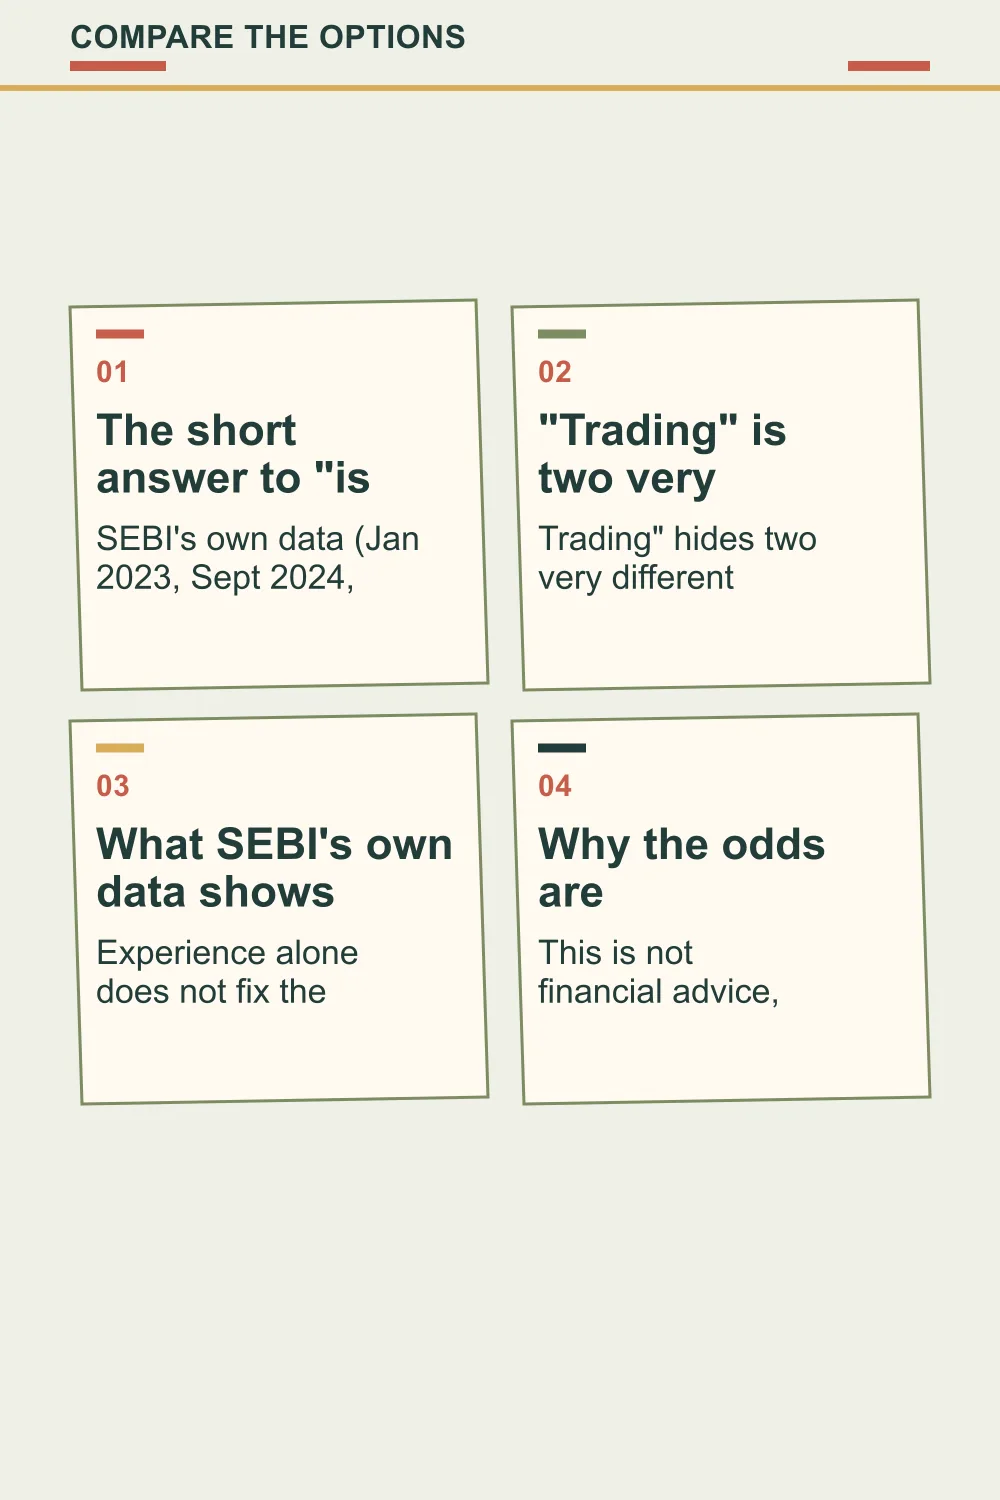 COMPARE THE OPTIONS
01
The short
answer to "is
SEBI's own data (Jan
2023, Sept 2024,
02
"Trading" is
two very
Trading" hides two
very different
03
What SEBI's own
data shows
Experience alone
does not fix the
04
Why the odds
are
This is not
financial advice,